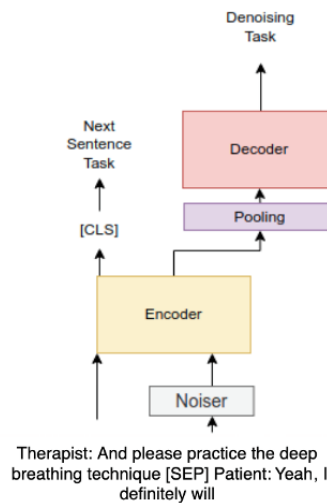 Denoising
Task
Next
Sentence
Task
Decoder
Pooling
[CLS]
Encoder
Noiser
Therapist: And please practice the deep
breathing technique [SEP] Patient: Yeah, I
definitely will